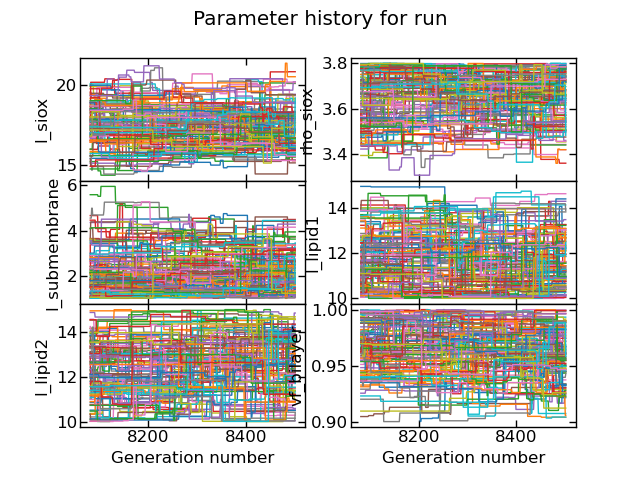 Parameter history for run
l_siox
20
15
rho_siox
3.8
3.6
3.4
l_submembrane
6
4
2
l_lipid1
14
12
10
l_lipid2
14
12
10
8200
8400
Generation number
vf_bilayer
1.00
0.95
0.90
8200
8400
Generation number